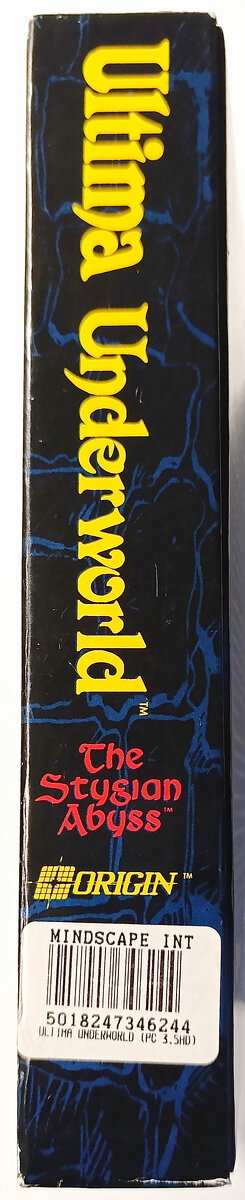 Ultima Underworld™
The
Stygian
Abyss™
ORIGIN™
MINDSCAPE INT
5018247346244
ULTIMA UNDERWORLD (PC 3.5HD)